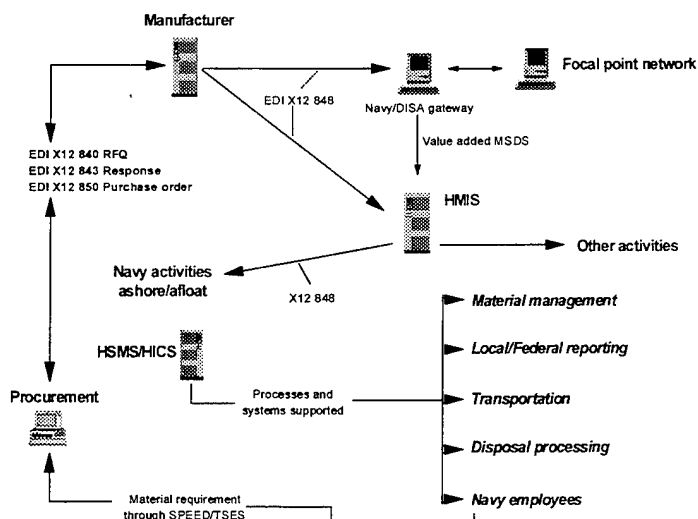 Manufacturer
Focal point network
EDI X12 848
Navy/DISA gateway
Value added MSDS
EDI X12 840 RFQ
EDI X12 843 Response
EDI X12 850 Purchase order
HMIS
Other activities
Navy activities
ashore/afloat
X12 848
Material management
HSMS/HICS
Local/Federal reporting
Processes and
systems supported
Transportation
Procurement
Disposal processing
Material requirement
through SPEED/TSES
Navy employees